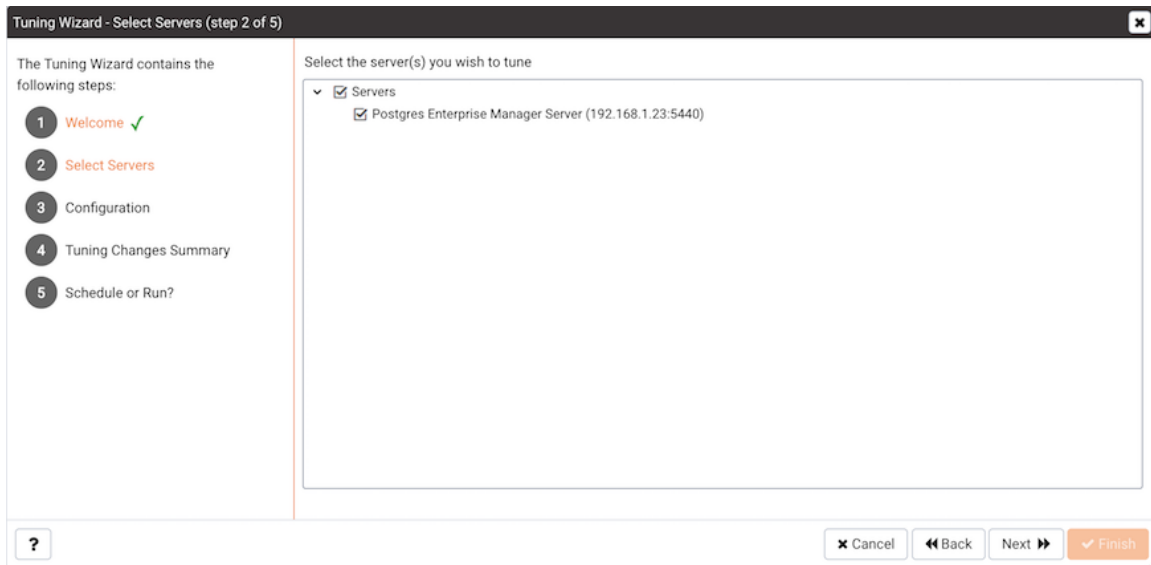 Tuning Wizard - Select Servers (step 2 of 5)
The Tuning Wizard contains the
following steps:
1 Welcome
2 Select Servers
3 Configuration
4 Tuning Changes Summary
5 Schedule or Run?
Select the server(s) you wish to tune
Servers
Postgres Enterprise Manager Server (192.168.1.23:5440)
? Cancel Back Next Finish